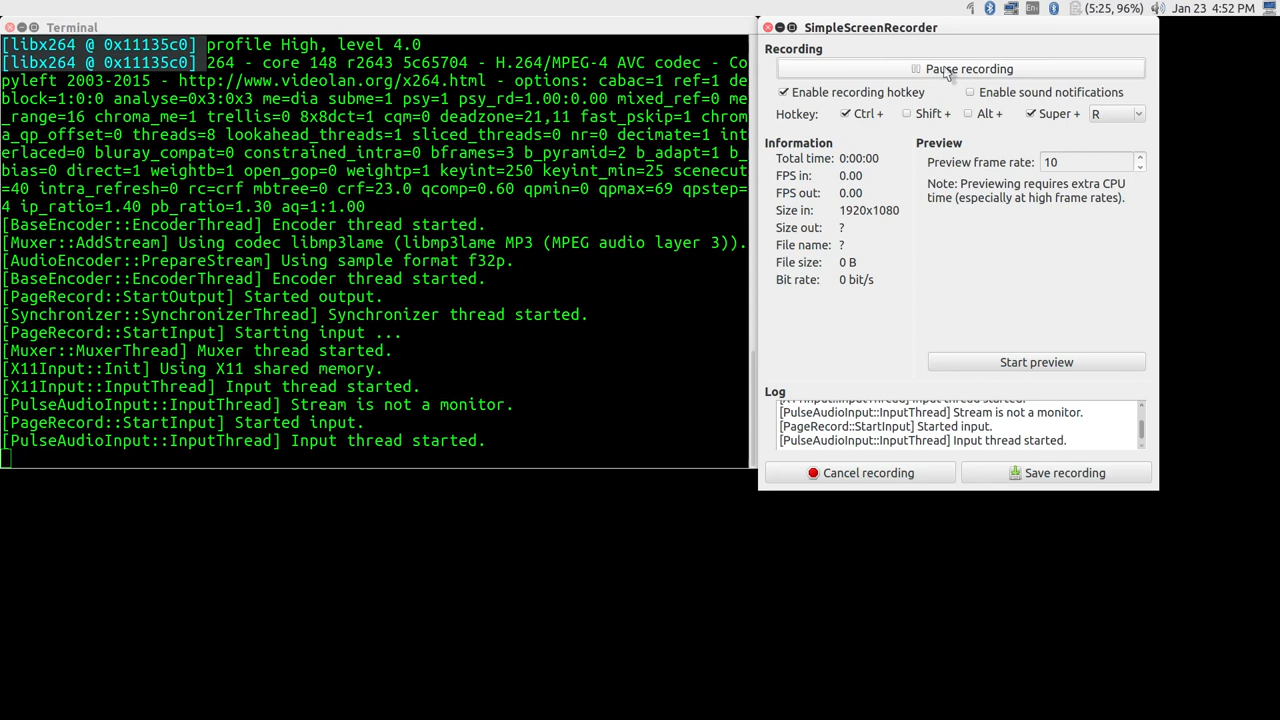 En (5:25, 96%) Jan 23 4:52 PM
Terminal
[libx264 @ 0x11135c0] profile High, level 4.0
[libx264 @ 0x11135c0] 264 - core 148 r2643 5c65704 - H.264/MPEG-4 AVC codec - Co
pyleft 2003-2015 - http://www.videolan.org/x264.html - options: cabac=1 ref=1 de
block=1:0:0 analyse=0x3:0x3 me=dia subme=1 psy=1 psy_rd=1.00:0.00 mixed_ref=0 me
_range=16 chroma_me=1 trellis=0 8x8dct=1 cqm=0 deadzone=21,11 fast_pskip=1 chrom
a_qp_offset=0 threads=8 lookahead_threads=1 sliced_threads=0 nr=0 decimate=1 int
erlaced=0 bluray_compat=0 constrained_intra=0 bframes=3 b_pyramid=2 b_adapt=1 b_
bias=0 direct=1 weightb=1 open_gop=0 weightp=1 keyint=250 keyint_min=25 scenecut
=40 intra_refresh=0 rc=crf mbtree=0 crf=23.0 qcomp=0.60 qpmin=0 qpmax=69 qpstep=
4 ip_ratio=1.40 pb_ratio=1.30 aq=1:1.00
[BaseEncoder::EncoderThread] Encoder thread started.
[Muxer::AddStream] Using codec libmp3lame (libmp3lame MP3 (MPEG audio layer 3)).
[AudioEncoder::PrepareStream] Using sample format f32p.
[BaseEncoder::EncoderThread] Encoder thread started.
[PageRecord::StartOutput] Started output.
[Synchronizer::SynchronizerThread] Synchronizer thread started.
[PageRecord::StartInput] Starting input ...
[Muxer::MuxerThread] Muxer thread started.
[X11Input::Init] Using X11 shared memory.
[X11Input::InputThread] Input thread started.
[PulseAudioInput::InputThread] Stream is not a monitor.
[PageRecord::StartInput] Started input.
[PulseAudioInput::InputThread] Input thread started.
SimpleScreenRecorder
Recording
Pause recording
Enable recording hotkey Enable sound notifications
Hotkey: Ctrl + Shift + Alt + Super + R
Information
Total time: 0:00:00
FPS in: 0.00
FPS out: 0.00
Size in: 1920x1080
Size out: ?
File name: ?
File size: 0 B
Bit rate: 0 bit/s
Preview
Preview frame rate: 10
Note: Previewing requires extra CPU
time (especially at high frame rates).
Start preview
Log
[X11Input::InputThread] Input thread started.
[PulseAudioInput::InputThread] Stream is not a monitor.
[PageRecord::StartInput] Started input.
[PulseAudioInput::InputThread] Input thread started.
Cancel recording Save recording